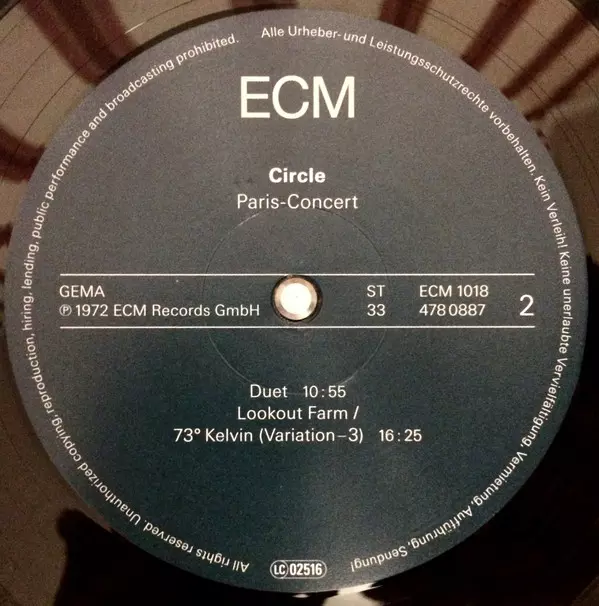 Alle Urheber- und Leistungsschutzrechte vorbehalten. Kein Verleih! Keine unerlaubte Vervielfältigung, Vermietung, Aufführung, Sendung!
ECM
Circle
Paris-Concert
GEMA
℗ 1972 ECM Records GmbH
ST
33
ECM 1018
478 0887
2
Duet 10:55
Lookout Farm /
73° Kelvin (Variation–3) 16:25
LC 02516
All rights reserved. Unauthorized copying, reproduction, hiring, lending, public performance and broadcasting prohibited.